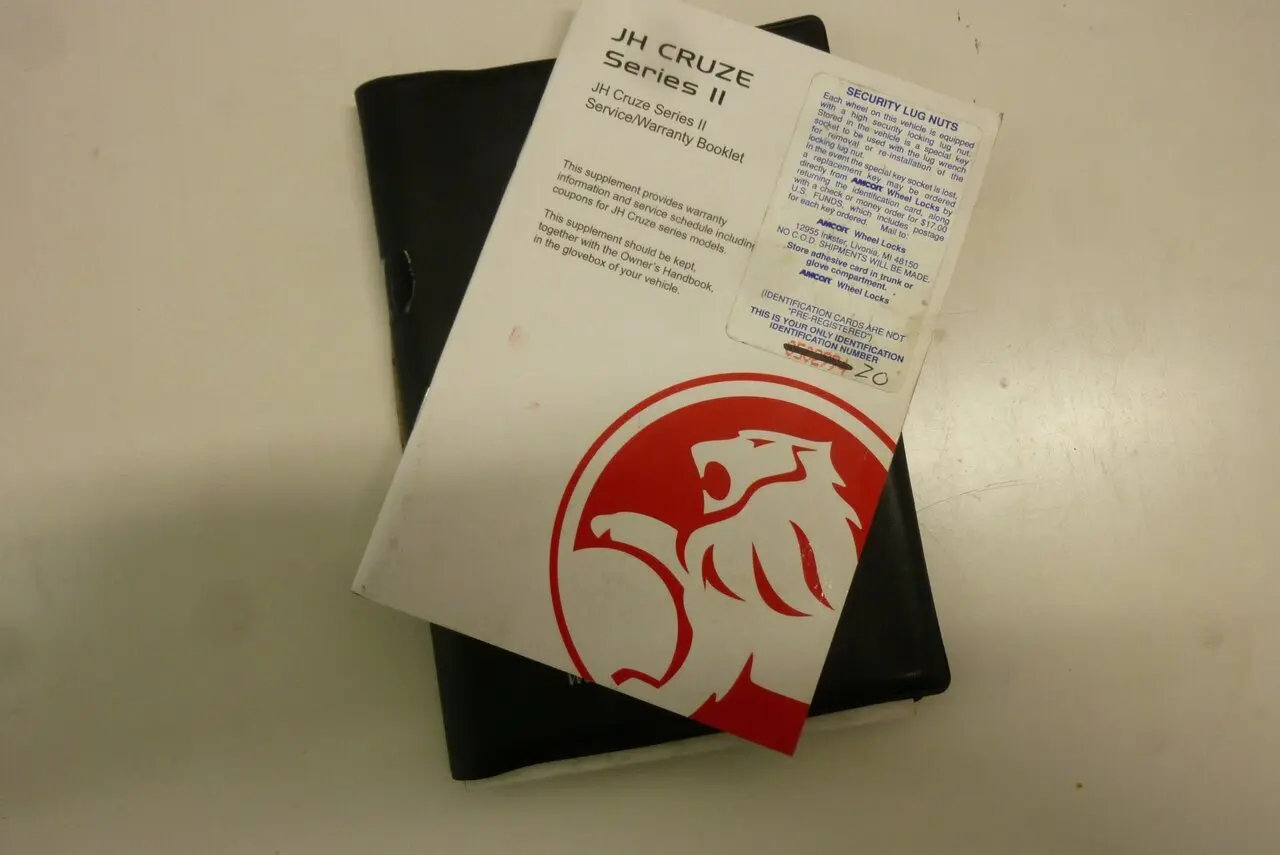 JH CRUZE
Series II
JH Cruze Series II
Service/Warranty Booklet
This supplement provides warranty
information and service schedule including
coupons for JH Cruze series models.
This supplement should be kept,
together with the Owner's Handbook,
in the glovebox of your vehicle.
SECURITY LUG NUTS
Each wheel on this vehicle is equipped
with a high security locking lug nut.
Stored in the vehicle is a special key
socket to be used with the lug wrench
for removal or re-installation of the
locking lug nut.
In the event the special key socket is lost,
a replacement key may be ordered
directly from AMCOR Wheel Locks by
returning the identification card, along
with a check or money order for $17.00
U.S. FUNDS, which includes postage
for each key ordered. Mail to:
AMCOR Wheel Locks
12955 Inkster, Livonia, MI 48150
NO C.O.D. SHIPMENTS WILL BE MADE.
Store adhesive card in trunk or
glove compartment.
AMCOR Wheel Locks
(IDENTIFICATION CARDS ARE NOT
"PRE-REGISTERED")
THIS IS YOUR ONLY IDENTIFICATION
IDENTIFICATION NUMBER
ZO